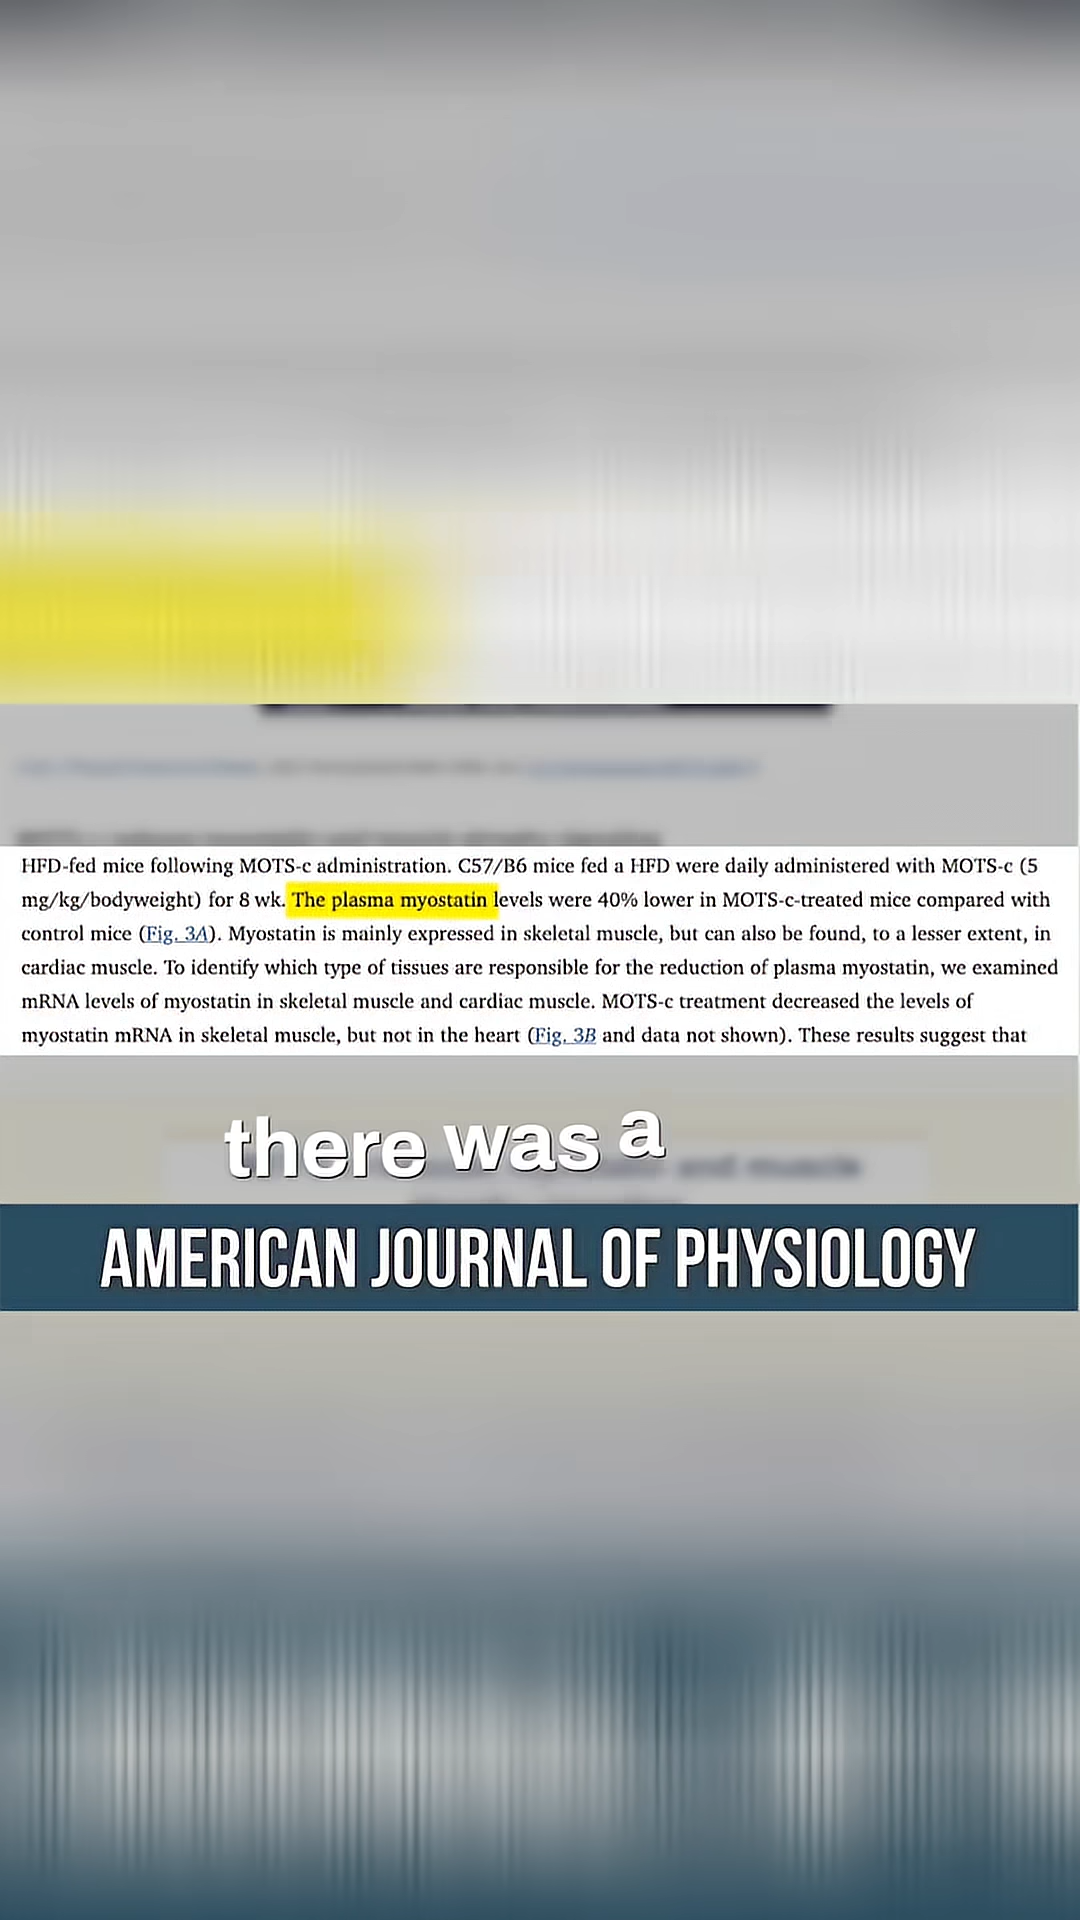 HFD-fed mice following MOTS-c administration. C57/B6 mice fed a HFD were daily administered with MOTS-c (5
mg/kg/bodyweight) for 8 wk. The plasma myostatin levels were 40% lower in MOTS-c-treated mice compared with
control mice (Fig. 3A). Myostatin is mainly expressed in skeletal muscle, but can also be found, to a lesser extent, in
cardiac muscle. To identify which type of tissues are responsible for the reduction of plasma myostatin, we examined
mRNA levels of myostatin in skeletal muscle and cardiac muscle. MOTS-c treatment decreased the levels of
myostatin mRNA in skeletal muscle, but not in the heart (Fig. 3B and data not shown). These results suggest that
there was a
and muscle
AMERICAN JOURNAL OF PHYSIOLOGY